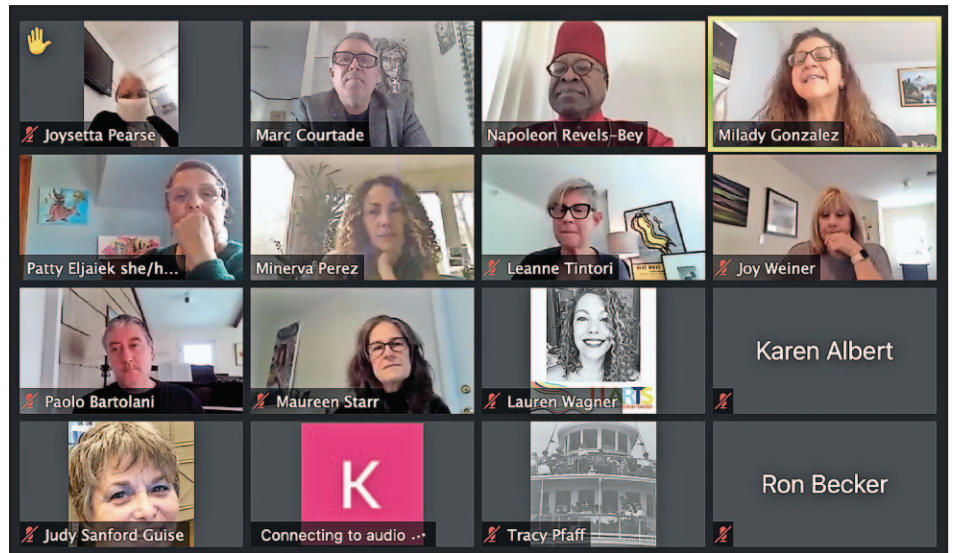 Joysetta Pearse
Marc Courtade
Napoleon Revels-Bey
Milady Gonzalez
Patty Eljaiek she/h...
Minerva Perez
Leanne Tintori
Joy Weiner
Paolo Bartolani
Maureen Starr
ARTS
Lauren Wagner
Karen Albert
Judy Sanford Guise
K
Connecting to audio ...
Tracy Pfaff
Ron Becker